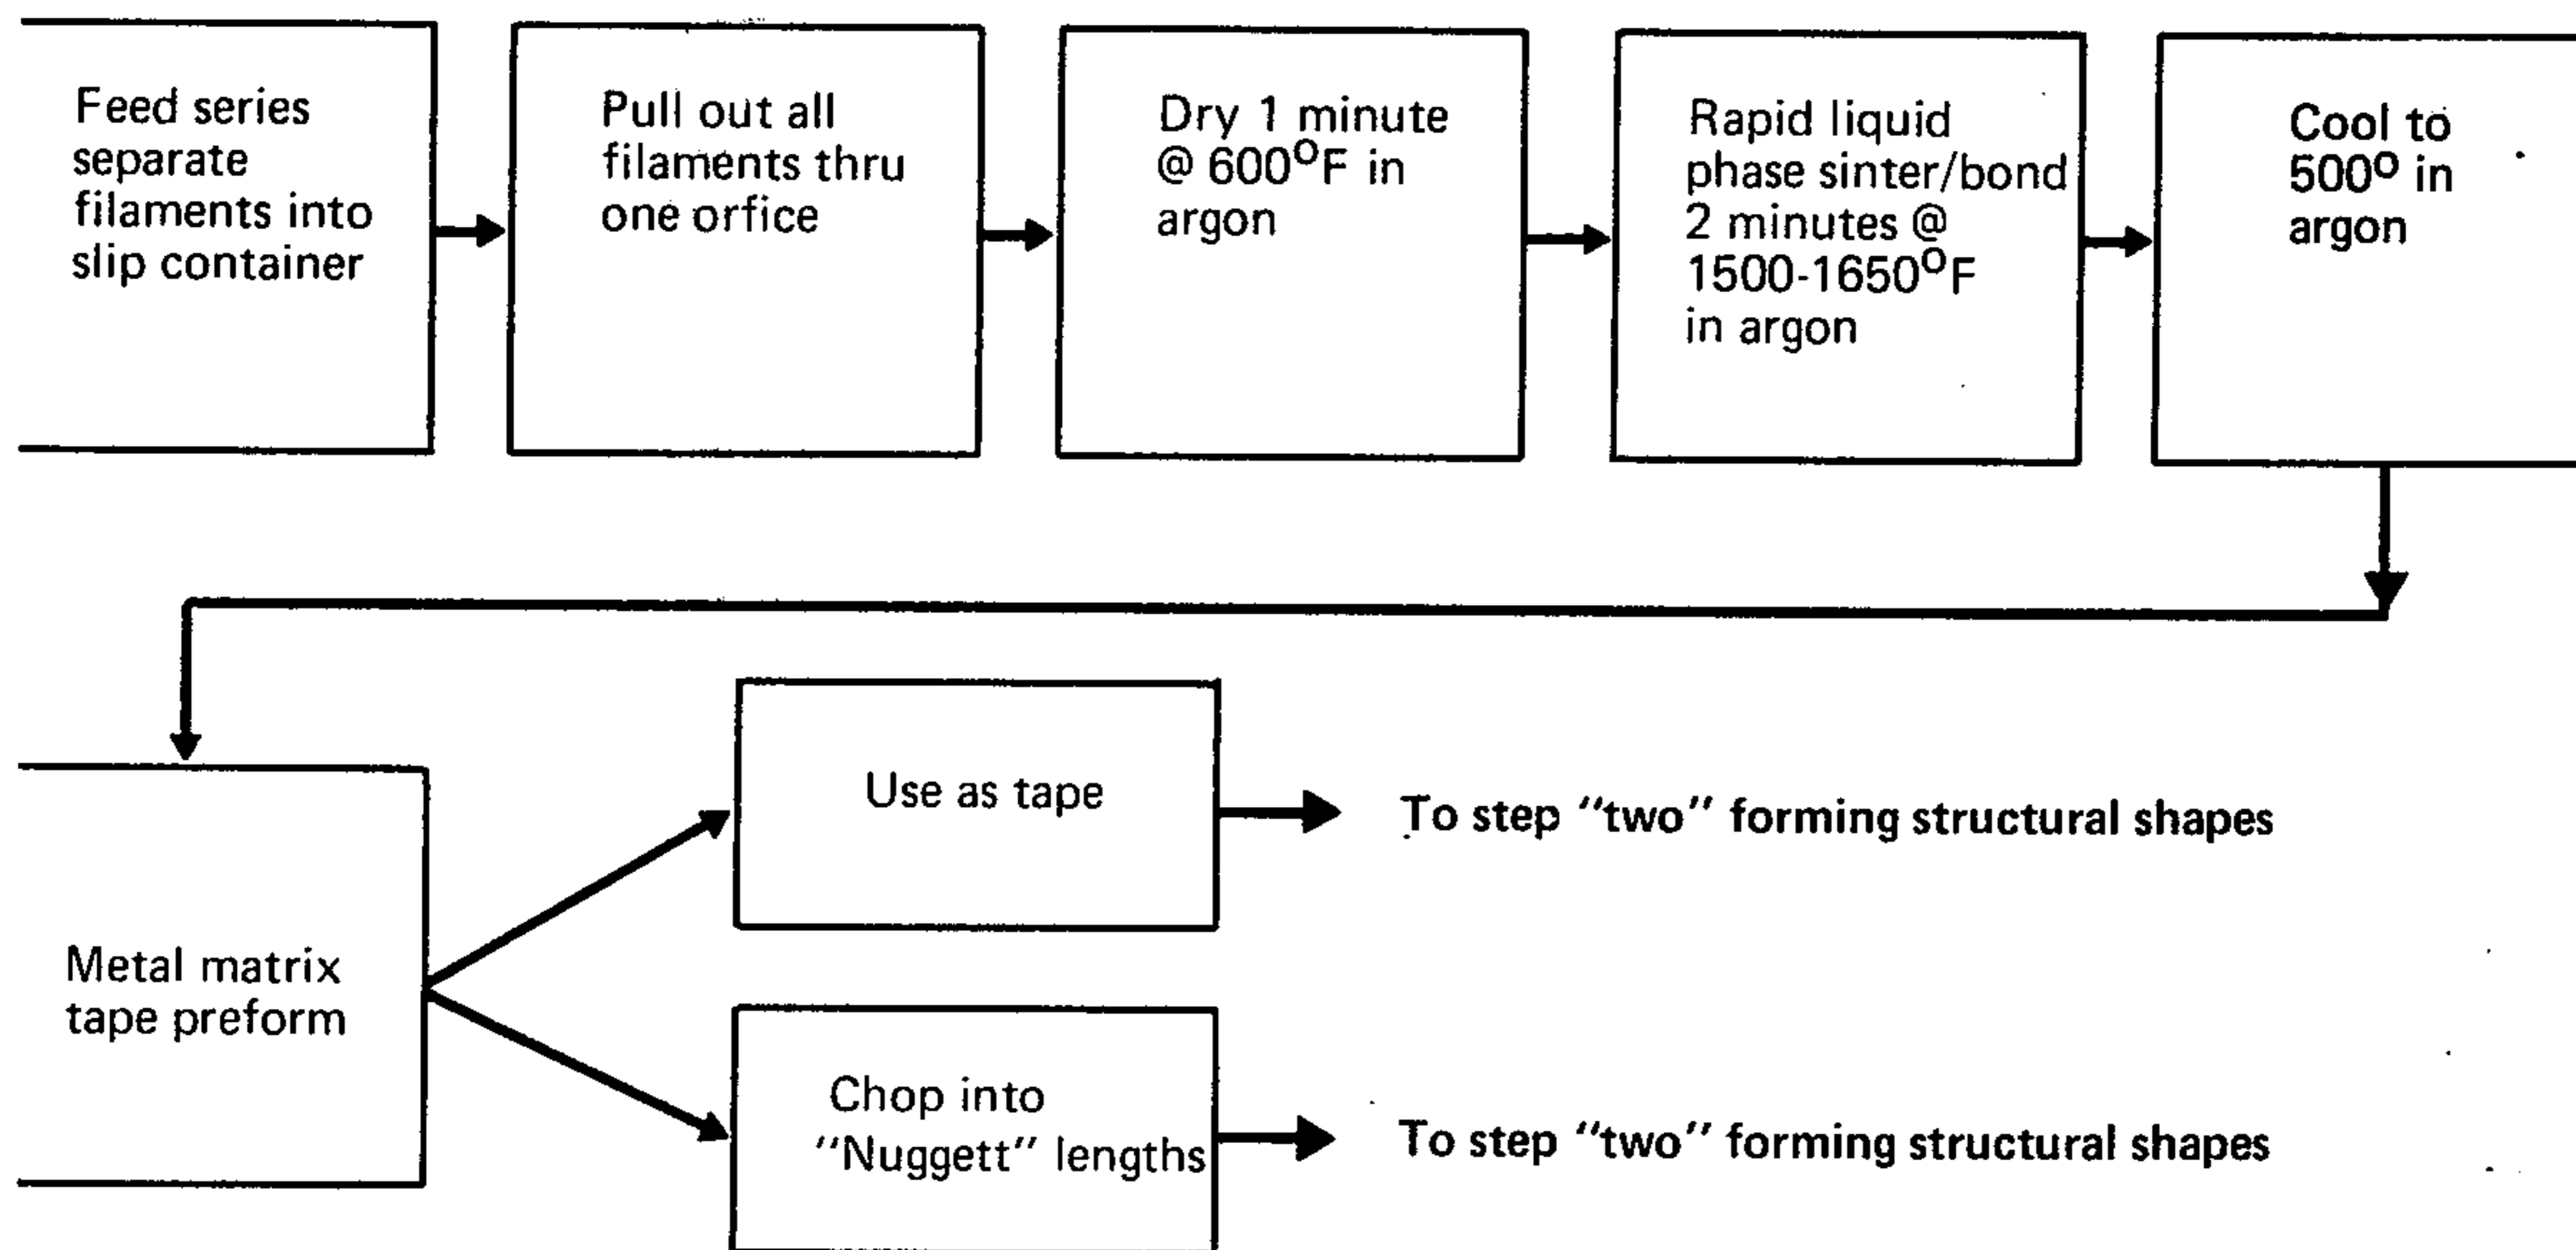 Feed series
separate
filaments into
slip container
Pull out all
filaments thru
one orfice
Dry 1 minute
@ 600°F in
argon
Rapid liquid
phase sinter/bond
2 minutes @
1500-1650°F
in argon
Cool to
500° in
argon
Metal matrix
tape preform
Use as tape
To step "two" forming structural shapes
Chop into
"Nuggett" lengths
To step "two" forming structural shapes